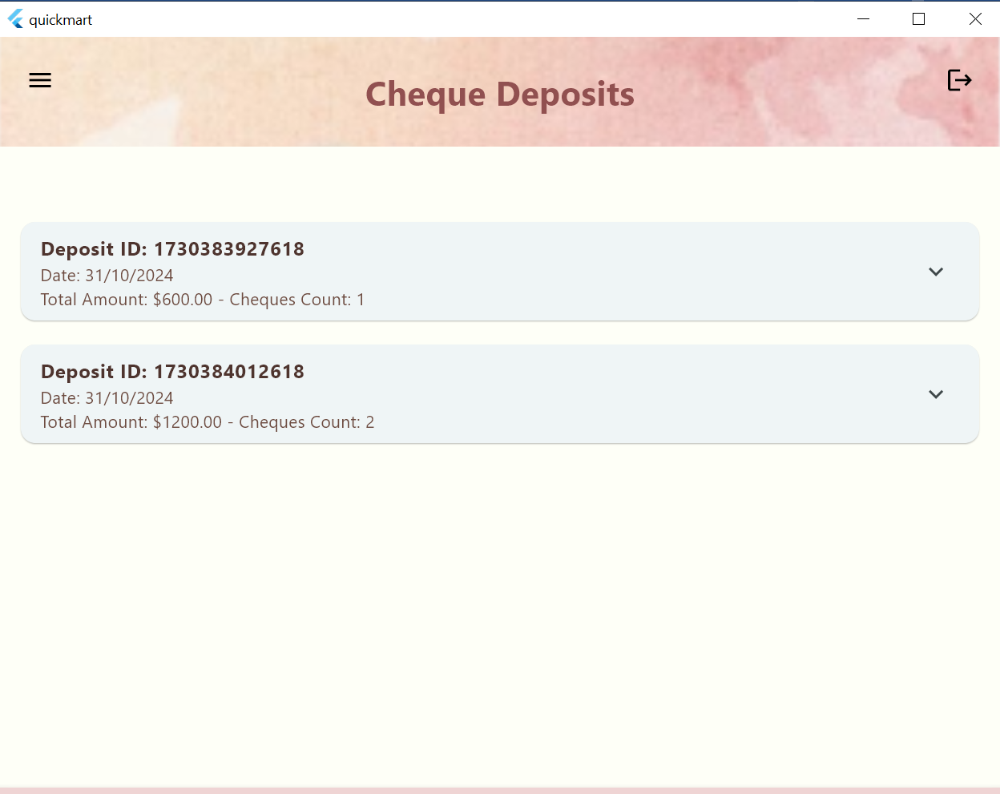 quickmart
Cheque Deposits
Deposit ID: 1730383927618
Date: 31/10/2024
Total Amount: $600.00 - Cheques Count: 1
Deposit ID: 1730384012618
Date: 31/10/2024
Total Amount: $1200.00 - Cheques Count: 2